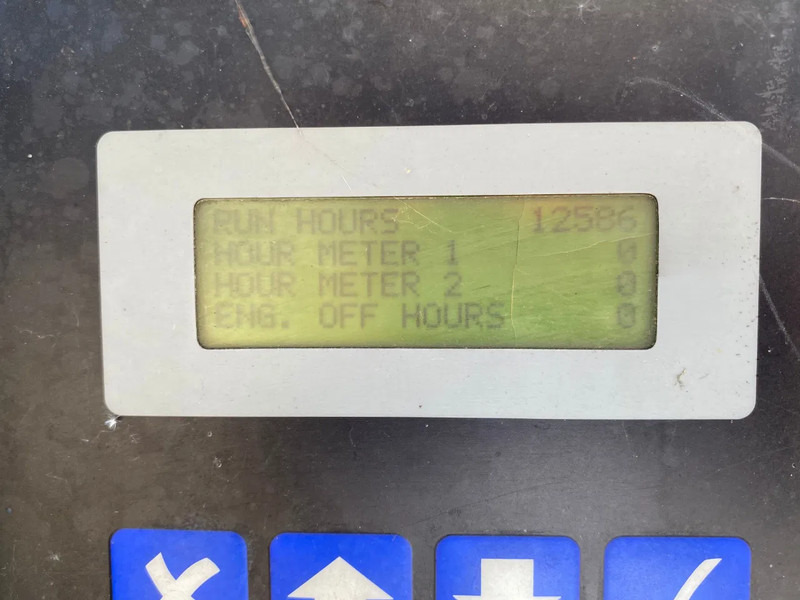 RUN HOURS 12586
HOUR METER 1 0
HOUR METER 2 0
ENG. OFF HOURS 0